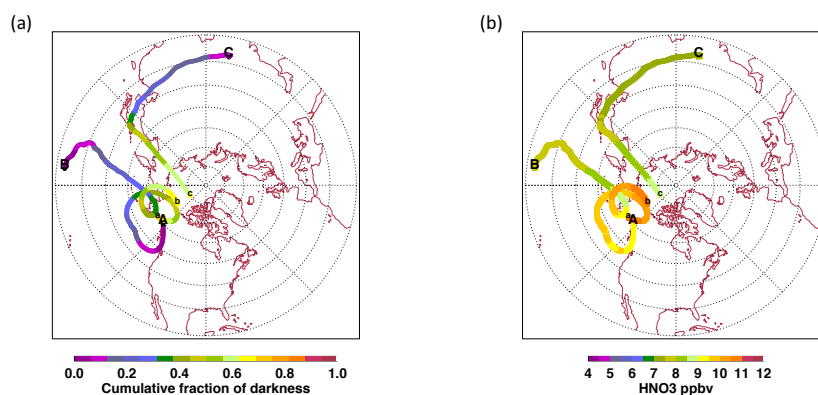 (a)
(b)
C
B
b
c
a
A
0.0 0.2 0.4 0.6 0.8 1.0
Cumulative fraction of darkness
C
B
b
c
a
A
4 5 6 7 8 9 10 11 12
HNO3 ppbv